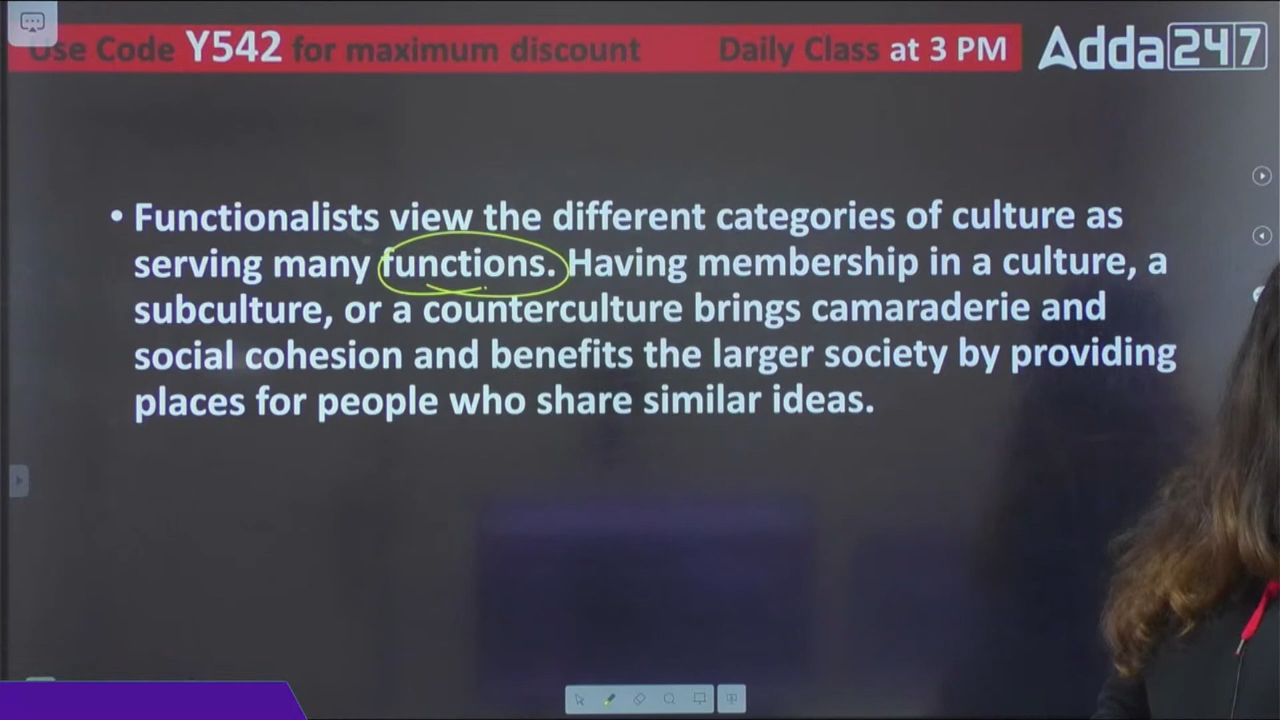 Use Code Y542 for maximum discount Daily Class at 3 PM Adda247
• Functionalists view the different categories of culture as
serving many functions. Having membership in a culture, a
subculture, or a counterculture brings camaraderie and
social cohesion and benefits the larger society by providing
places for people who share similar ideas.